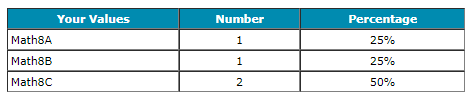 Your Values Number Percentage
Math8A 1 25%
Math8B 1 25%
Math8C 2 50%